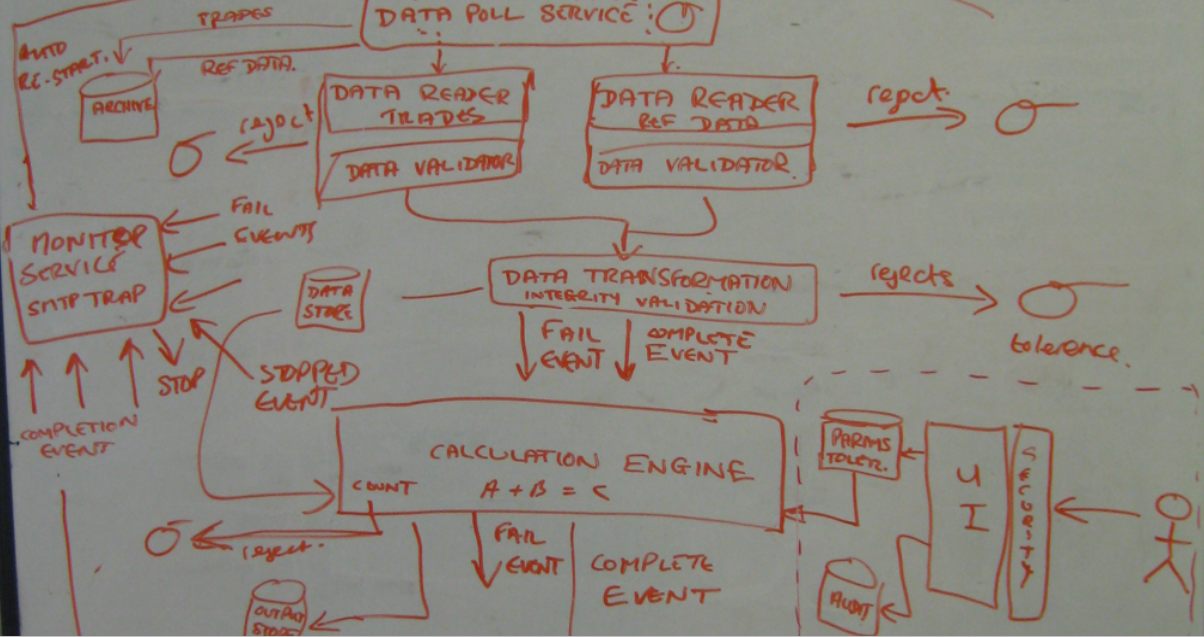 DATA POLL SERVICE :
TRADES
AUTO
RE-START.
REF DATA.
ARCHIVE
DATA READER
TRADES
DATA VALIDATOR
reject
DATA READER
REF DATA
DATA VALIDATOR.
reject.
FAIL
EVENTS
MONITOR
SERVICE
SMTP TRAP
DATA
STORE
DATA TRANSFORMATION
INTEGRITY VALIDATION
rejects
tolerence.
FAIL
EVENT
COMPLETE
EVENT
STOP
STOPPED
EVENT
COMPLETION
EVENT
CALCULATION ENGINE
COUNT
A + B = C
PARAMS
TOLER.
UI
SECURITY
reject.
FAIL
EVENT
COMPLETE
EVENT
AUDIT
OUTPUT
STORE